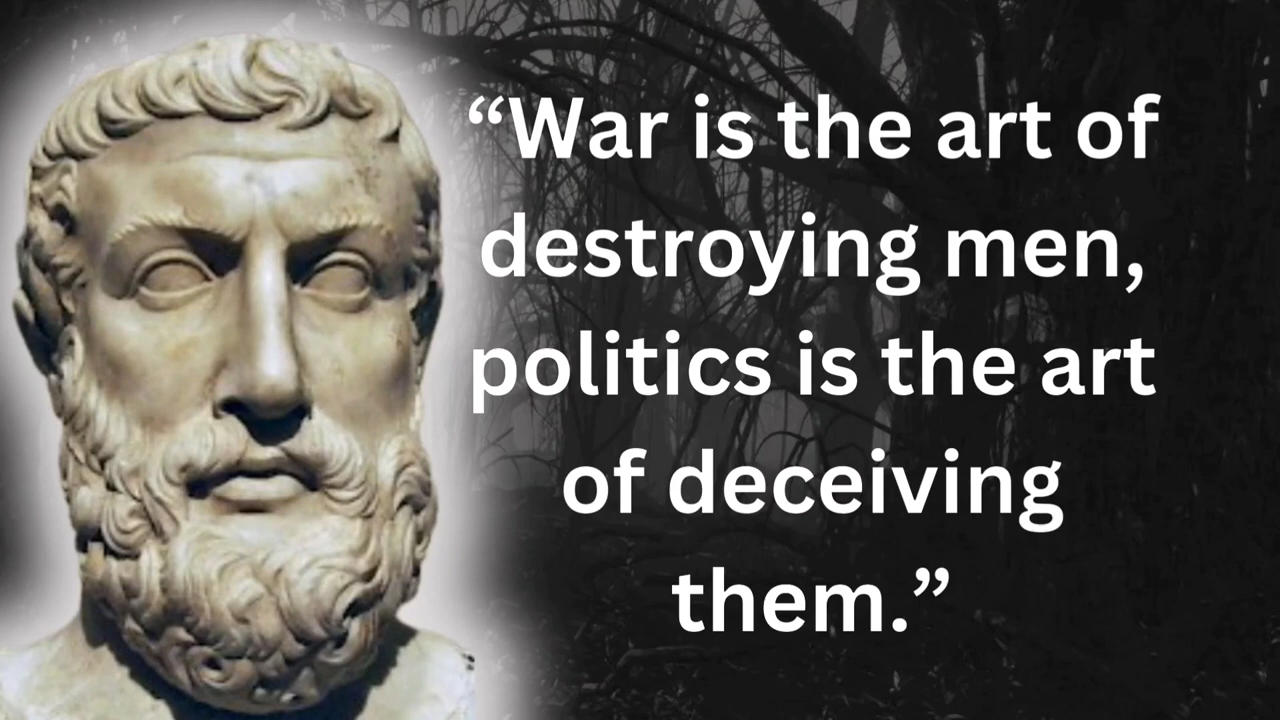 “War is the art of
destroying men,
politics is the art
of deceiving
them.”